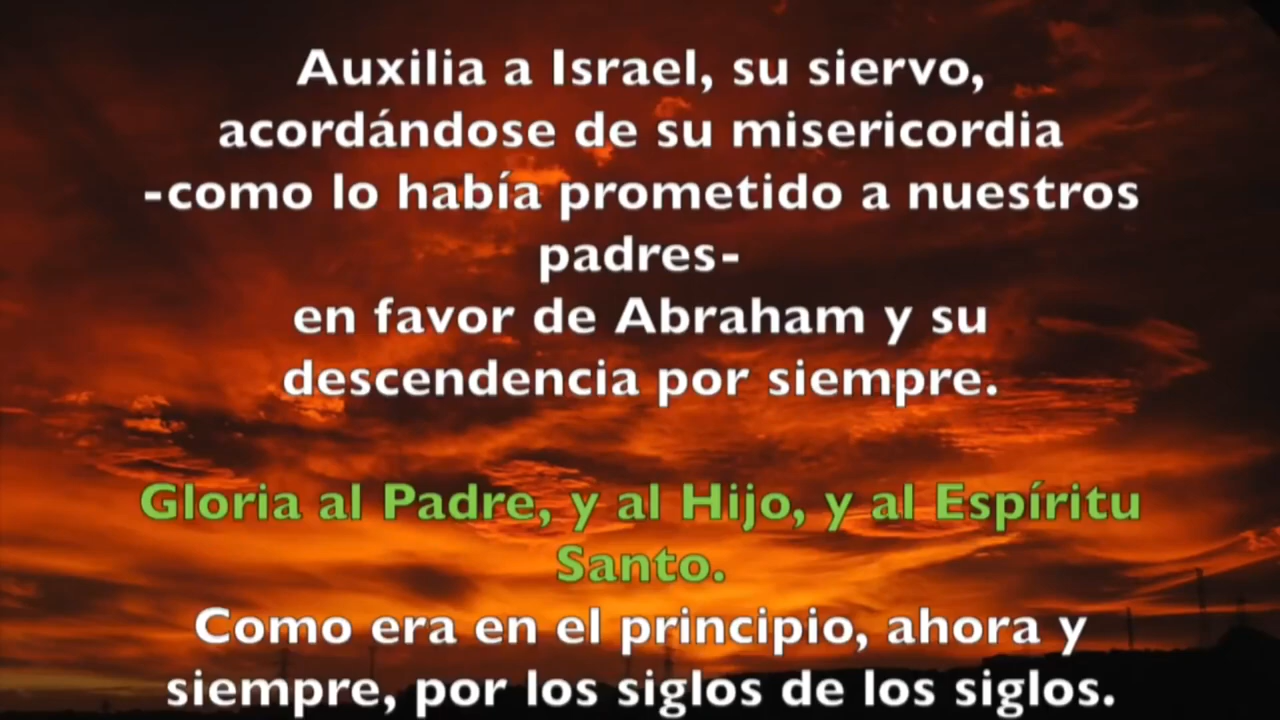 Auxilia a Israel, su siervo,
acordándose de su misericordia
-como lo había prometido a nuestros
padres-
en favor de Abraham y su
descendencia por siempre.
Gloria al Padre, y al Hijo, y al Espíritu
Santo.
Como era en el principio, ahora y
siempre, por los siglos de los siglos.